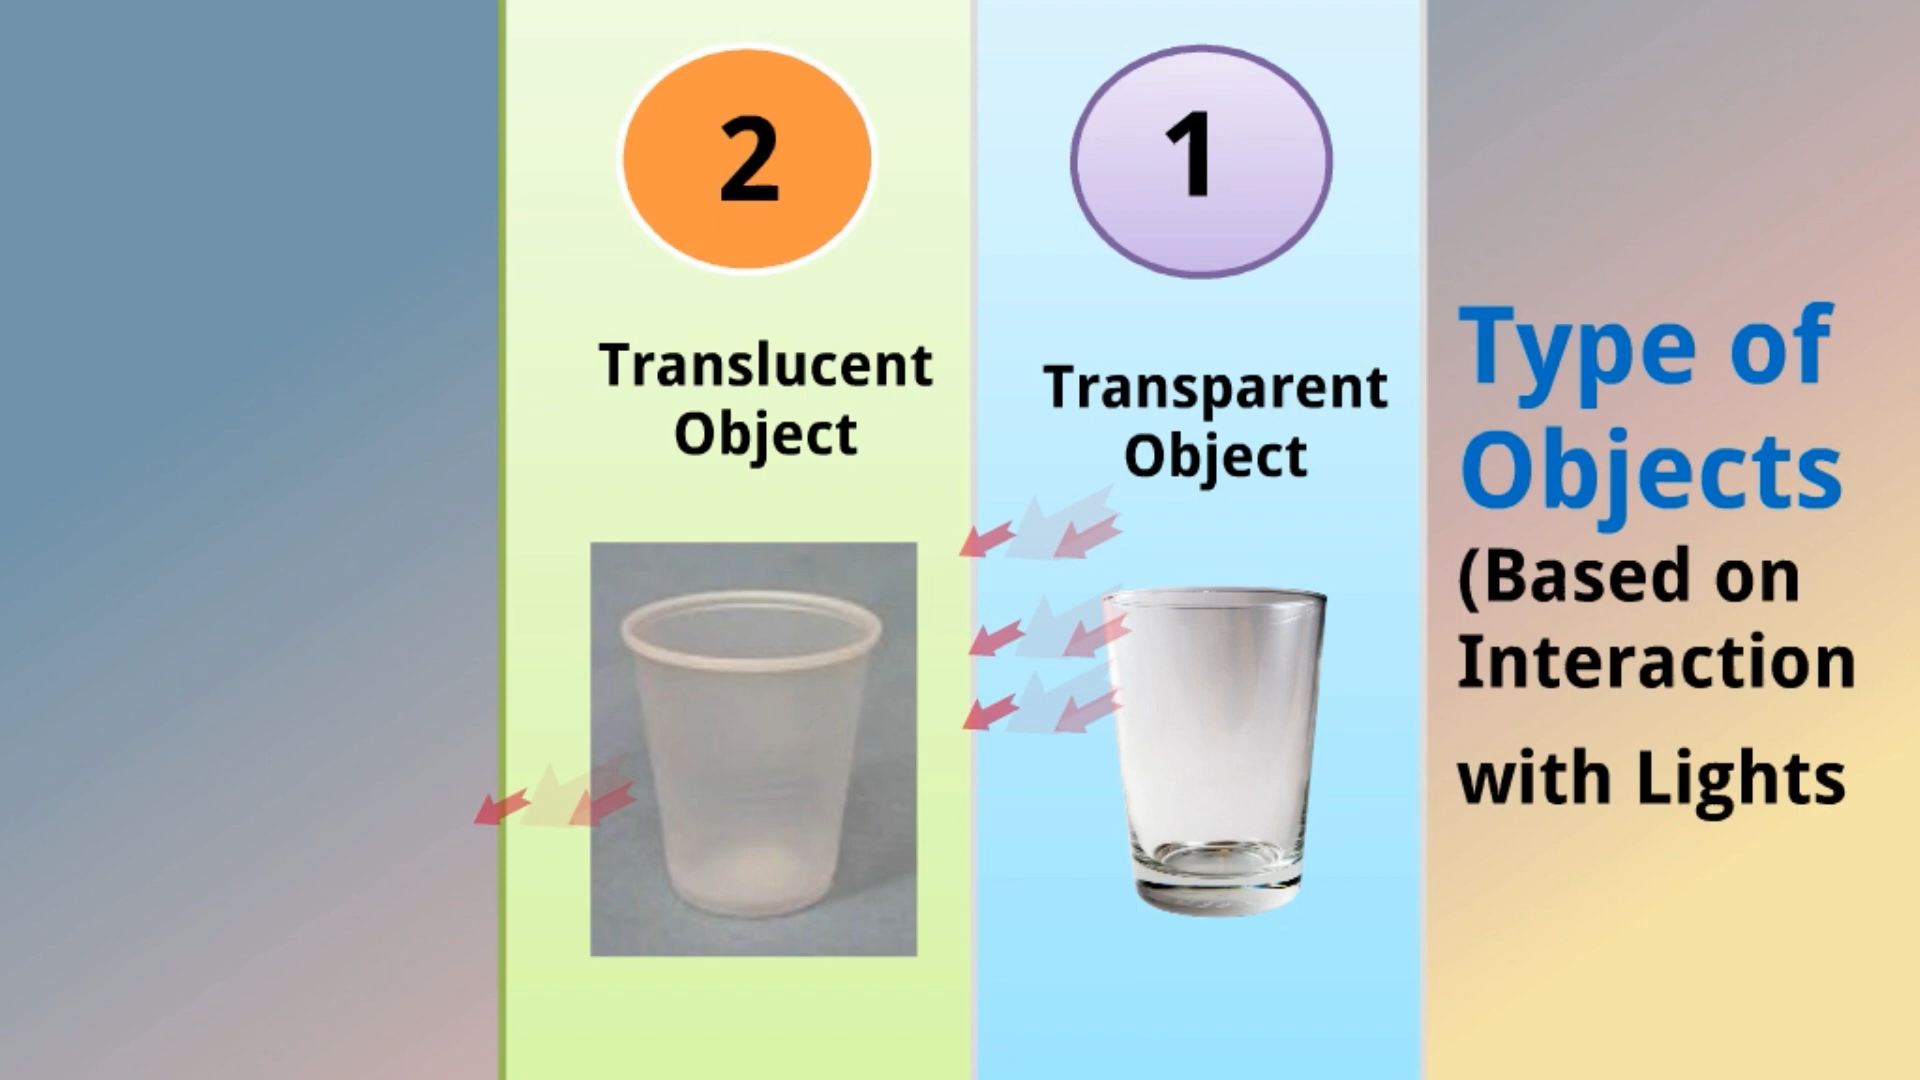 Type of
Objects
(Based on
Interaction
with Lights
1
Transparent
Object
2
Translucent
Object